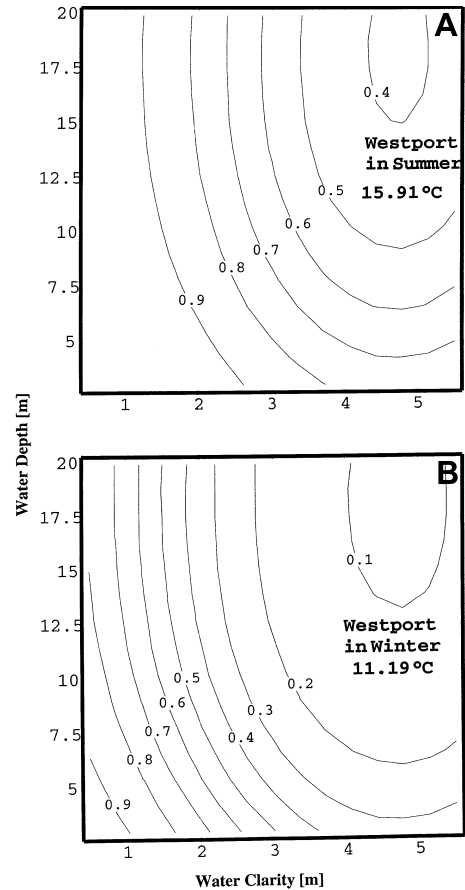 A
20
17.5
15
12.5
10
7.5
5
0.4
Westport
in Summer
15.91°C
0.5
0.6
0.7
0.8
0.9
1 2 3 4 5
Water Depth [m]
B
20
17.5
15
12.5
10
7.5
5
0.1
Westport
in Winter
11.19°C
0.2
0.3
0.4
0.5
0.6
0.7
0.8
0.9
1 2 3 4 5
Water Clarity [m]